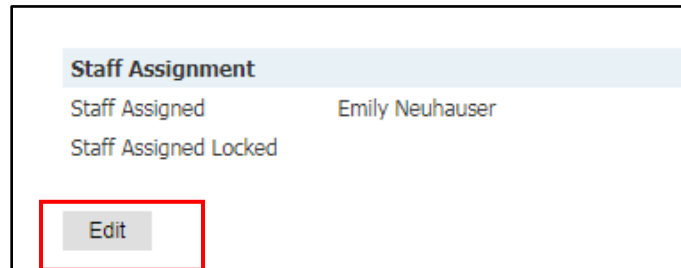 Staff Assignment
Staff Assigned Emily Neuhauser
Staff Assigned Locked
Edit